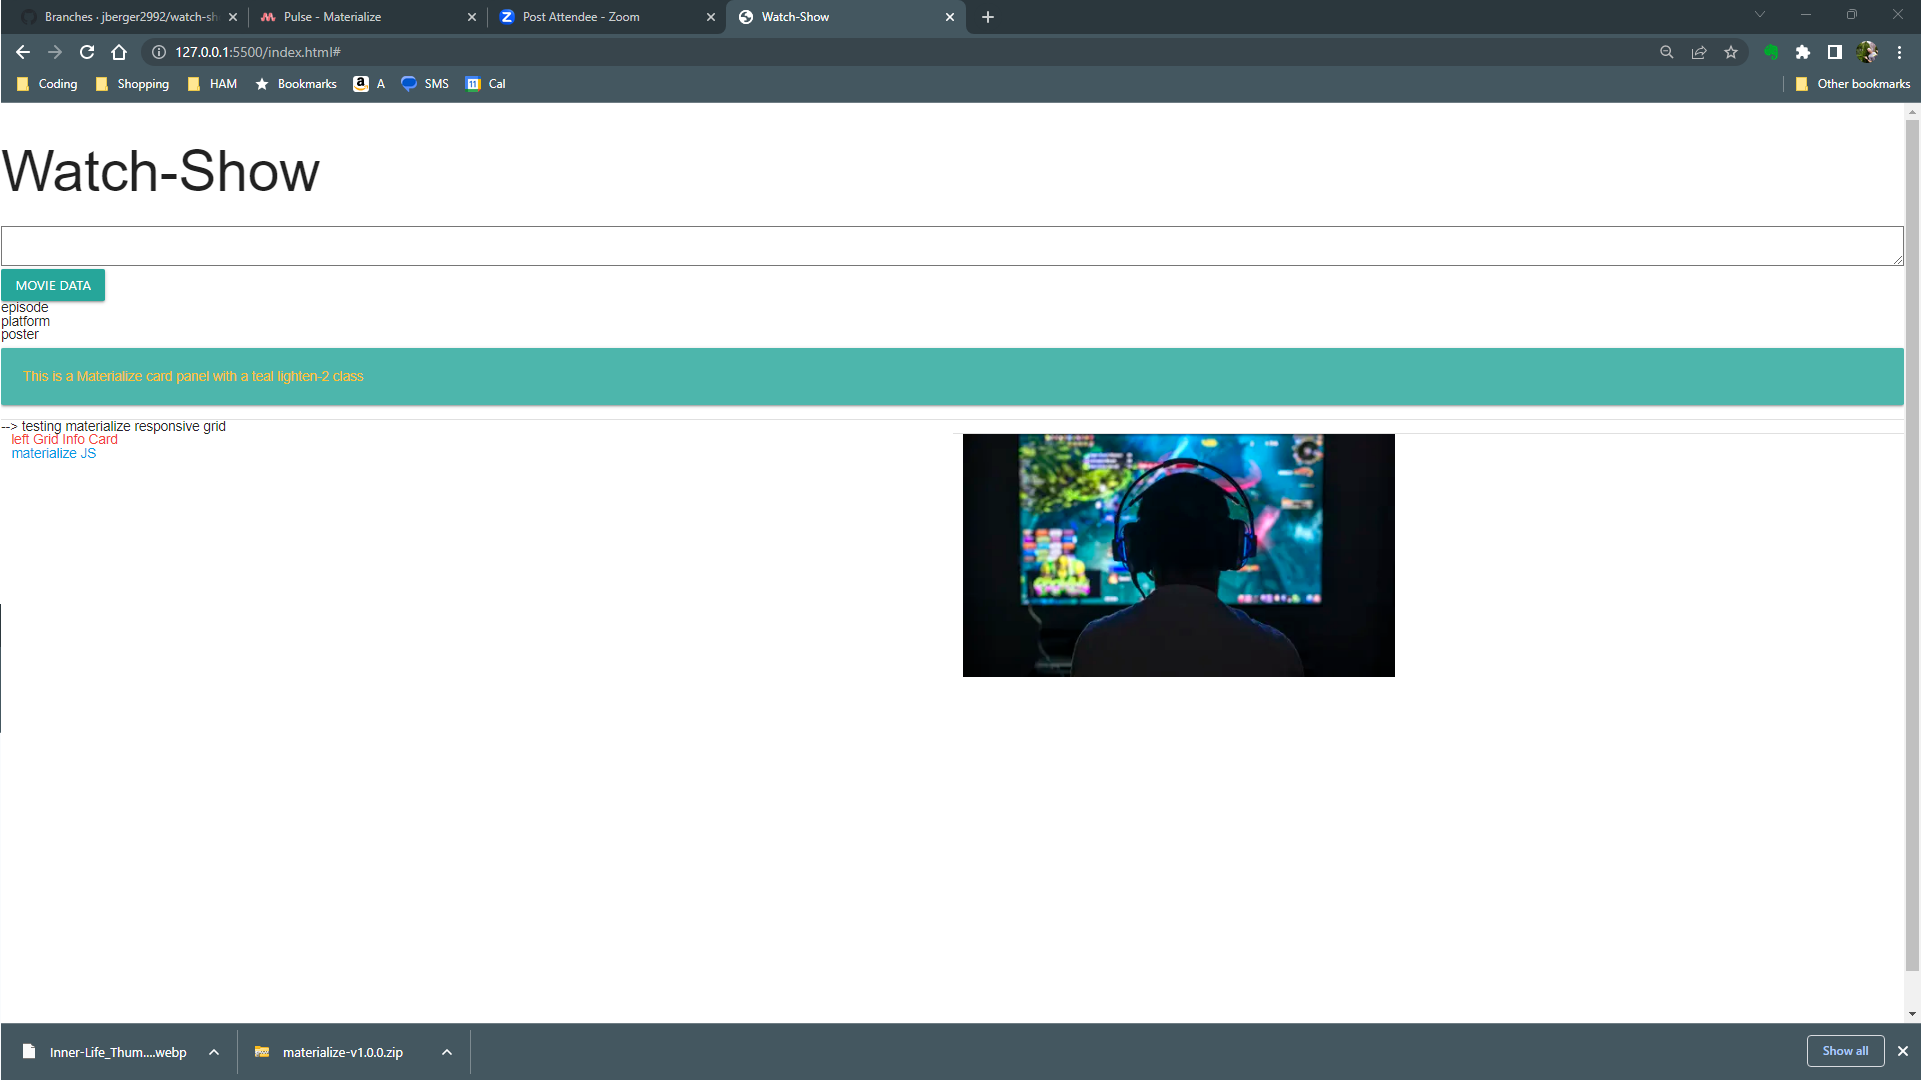 Branches · jberger2992/watch-sh
Pulse - Materialize
Post Attendee - Zoom
Watch-Show
127.0.0.1:5500/index.html#
Coding
Shopping
HAM
Bookmarks
A
SMS
Cal
Other bookmarks
Watch-Show
MOVIE DATA
episode
platform
poster
This is a Materialize card panel with a teal lighten-2 class
--> testing materialize responsive grid
left Grid Info Card
materialize JS
Inner-Life_Thum....webp
materialize-v1.0.0.zip
Show all